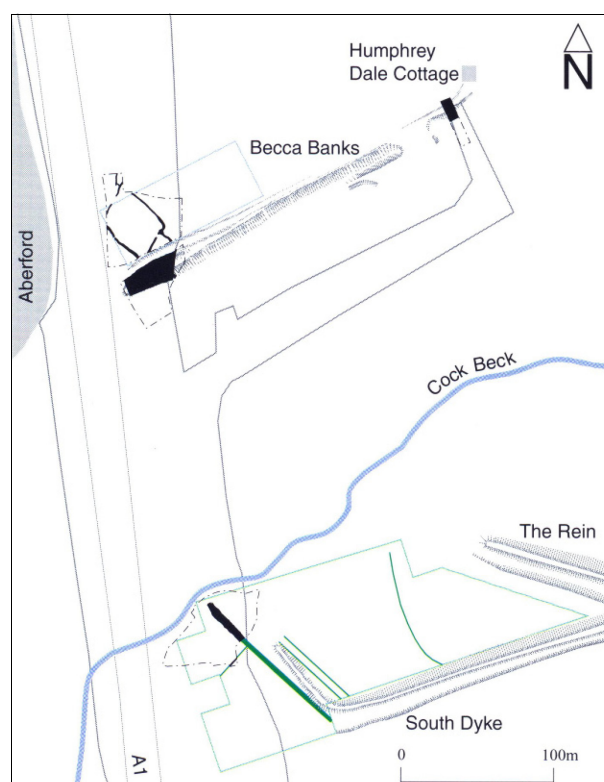 Humphrey
Dale Cottage
N
Becca Banks
Aberford
Cock Beck
The Rein
South Dyke
A1
0
100m